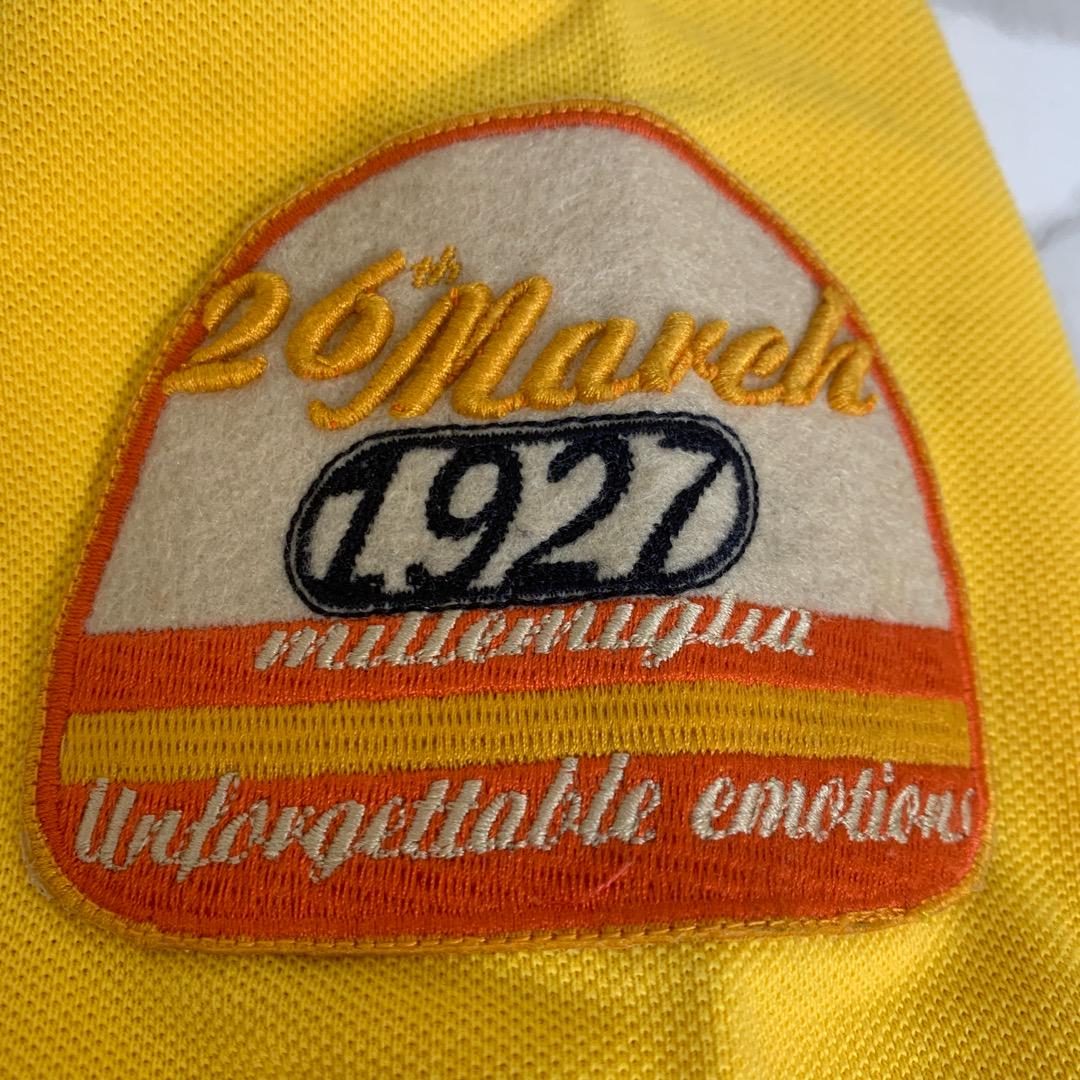 26th March
1927
millemiglia
Unforgettable emotions